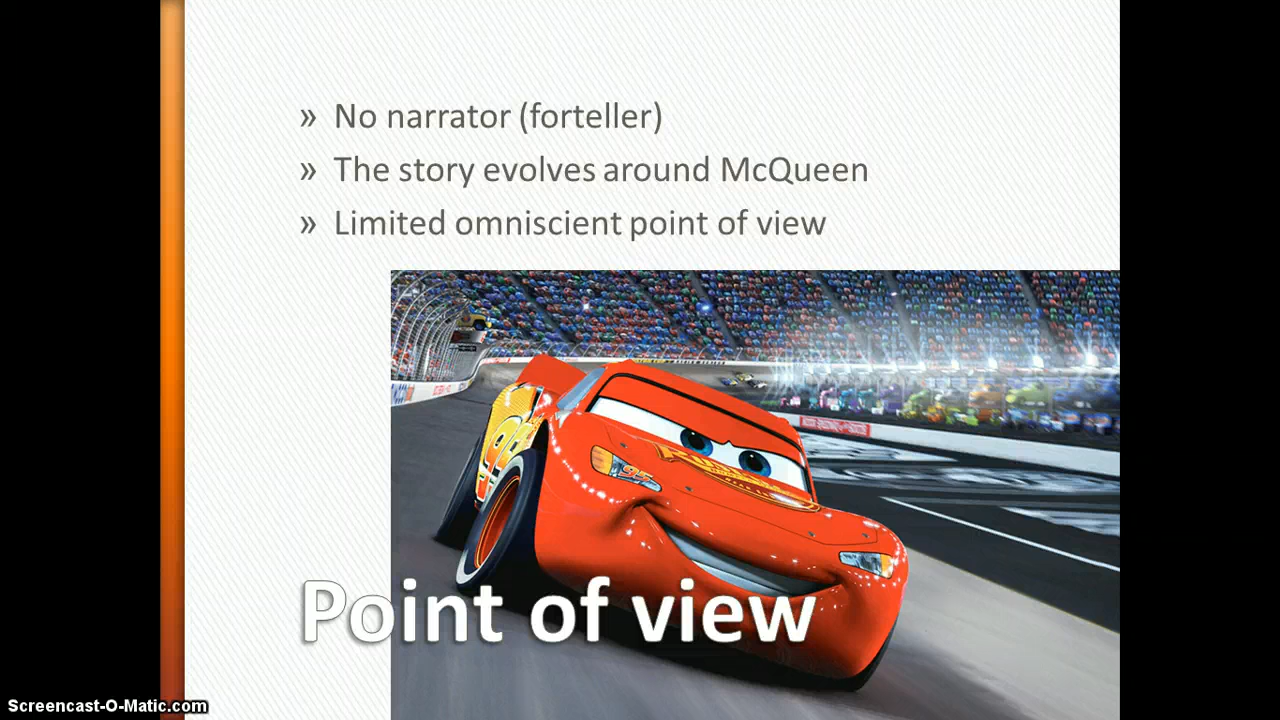 » No narrator (forteller)
» The story evolves around McQueen
» Limited omniscient point of view
95
Point of view
Screencast-O-Matic.com